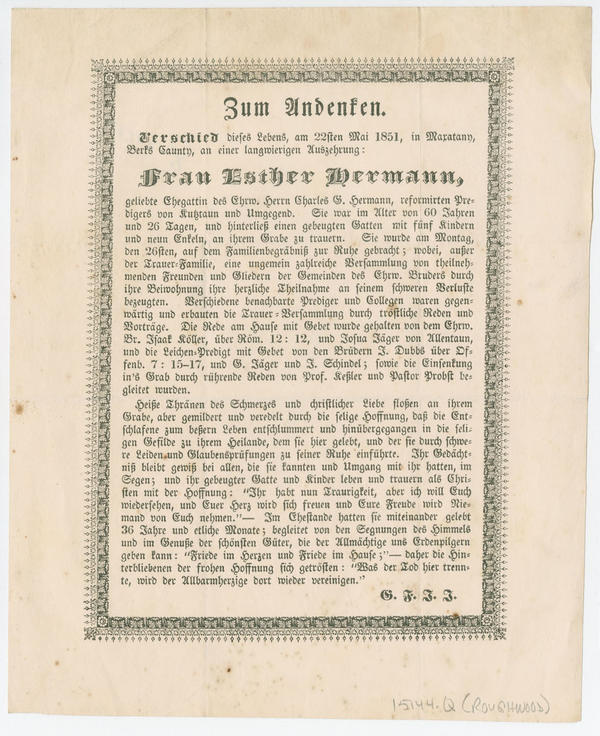 Zum Andenken.
Verschied dieses Lebens, am 22sten Mai 1851, in Maxatany,
Berks Caunty, an einer langwierigen Auszehrung:
Frau Esther Hermann,
geliebte Ehegattin des Ehrw. Herrn Charles G. Hermann, reformirten Pre-
digers von Kutztaun und Umgegend. Sie war im Alter von 60 Jahren
und 26 Tagen, und hinterließ einen gebeugten Gatten mit fünf Kindern
und neun Enkeln, an ihrem Grabe zu trauern. Sie wurde am Montag,
den 26sten, auf dem Familienbegräbniß zur Ruhe gebracht; wobei, außer
der Trauer-Familie, eine ungemein zahlreiche Versammlung von theilneh-
menden Freunden und Gliedern der Gemeinden des Ehrw. Bruders durch
ihre Beiwohnung ihre herzliche Theilnahme an seinem schweren Verluste
bezeugten. Verschiedene benachbarte Prediger und Collegen waren gegen-
wärtig und erbauten die Trauer-Versammlung durch tröstliche Reden und
Vorträge. Die Rede am Hause mit Gebet wurde gehalten von dem Ehrw.
Br. Isaak Köller, über Röm. 12: 12, und Josua Jäger von Allentaun,
und die Leichen-Predigt mit Gebet von den Brüdern J. Dubbs über Of-
fenb. 7: 15-17, und G. Jäger und J. Schindel; sowie die Einsenkung
in's Grab durch rührende Reden von Prof. Keßler und Pastor Probst be-
gleitet wurden.
Heiße Thränen des Schmerzes und christlicher Liebe floßen an ihrem
Grabe, aber gemildert und veredelt durch die selige Hoffnung, daß die Ent-
schlafene zum beßern Leben entschlummert und hinübergegangen in die seli-
gen Gefilde zu ihrem Heilande, dem sie hier gelebt, und der sie durch schwe-
re Leiden und Glaubensprüfungen zu seiner Ruhe einführte. Ihr Gedächt-
niß bleibt gewiß bei allen, die sie kannten und Umgang mit ihr hatten, im
Segen; und ihr gebeugter Gatte und Kinder leben und trauern als Chri-
sten mit der Hoffnung: "Ihr habt nun Traurigkeit, aber ich will Euch
wiedersehen, und Euer Herz wird sich freuen und Eure Freude wird Nie-
mand von Euch nehmen."— Im Ehestande hatten sie miteinander gelebt
36 Jahre und etliche Monate; begleitet von den Segnungen des Himmels
und im Genuße der schönsten Güter, die der Allmächtige uns Erdenpilgern
geben kann: "Friede im Herzen und Friede im Hause;"— daher die Hin-
terbliebenen der frohen Hoffnung sich getrösten: "Was der Tod hier trenn-
te, wird der Allbarmherzige dort wieder vereinigen."
G. F. J. J.
15144.Q (ROUGHWOOD)